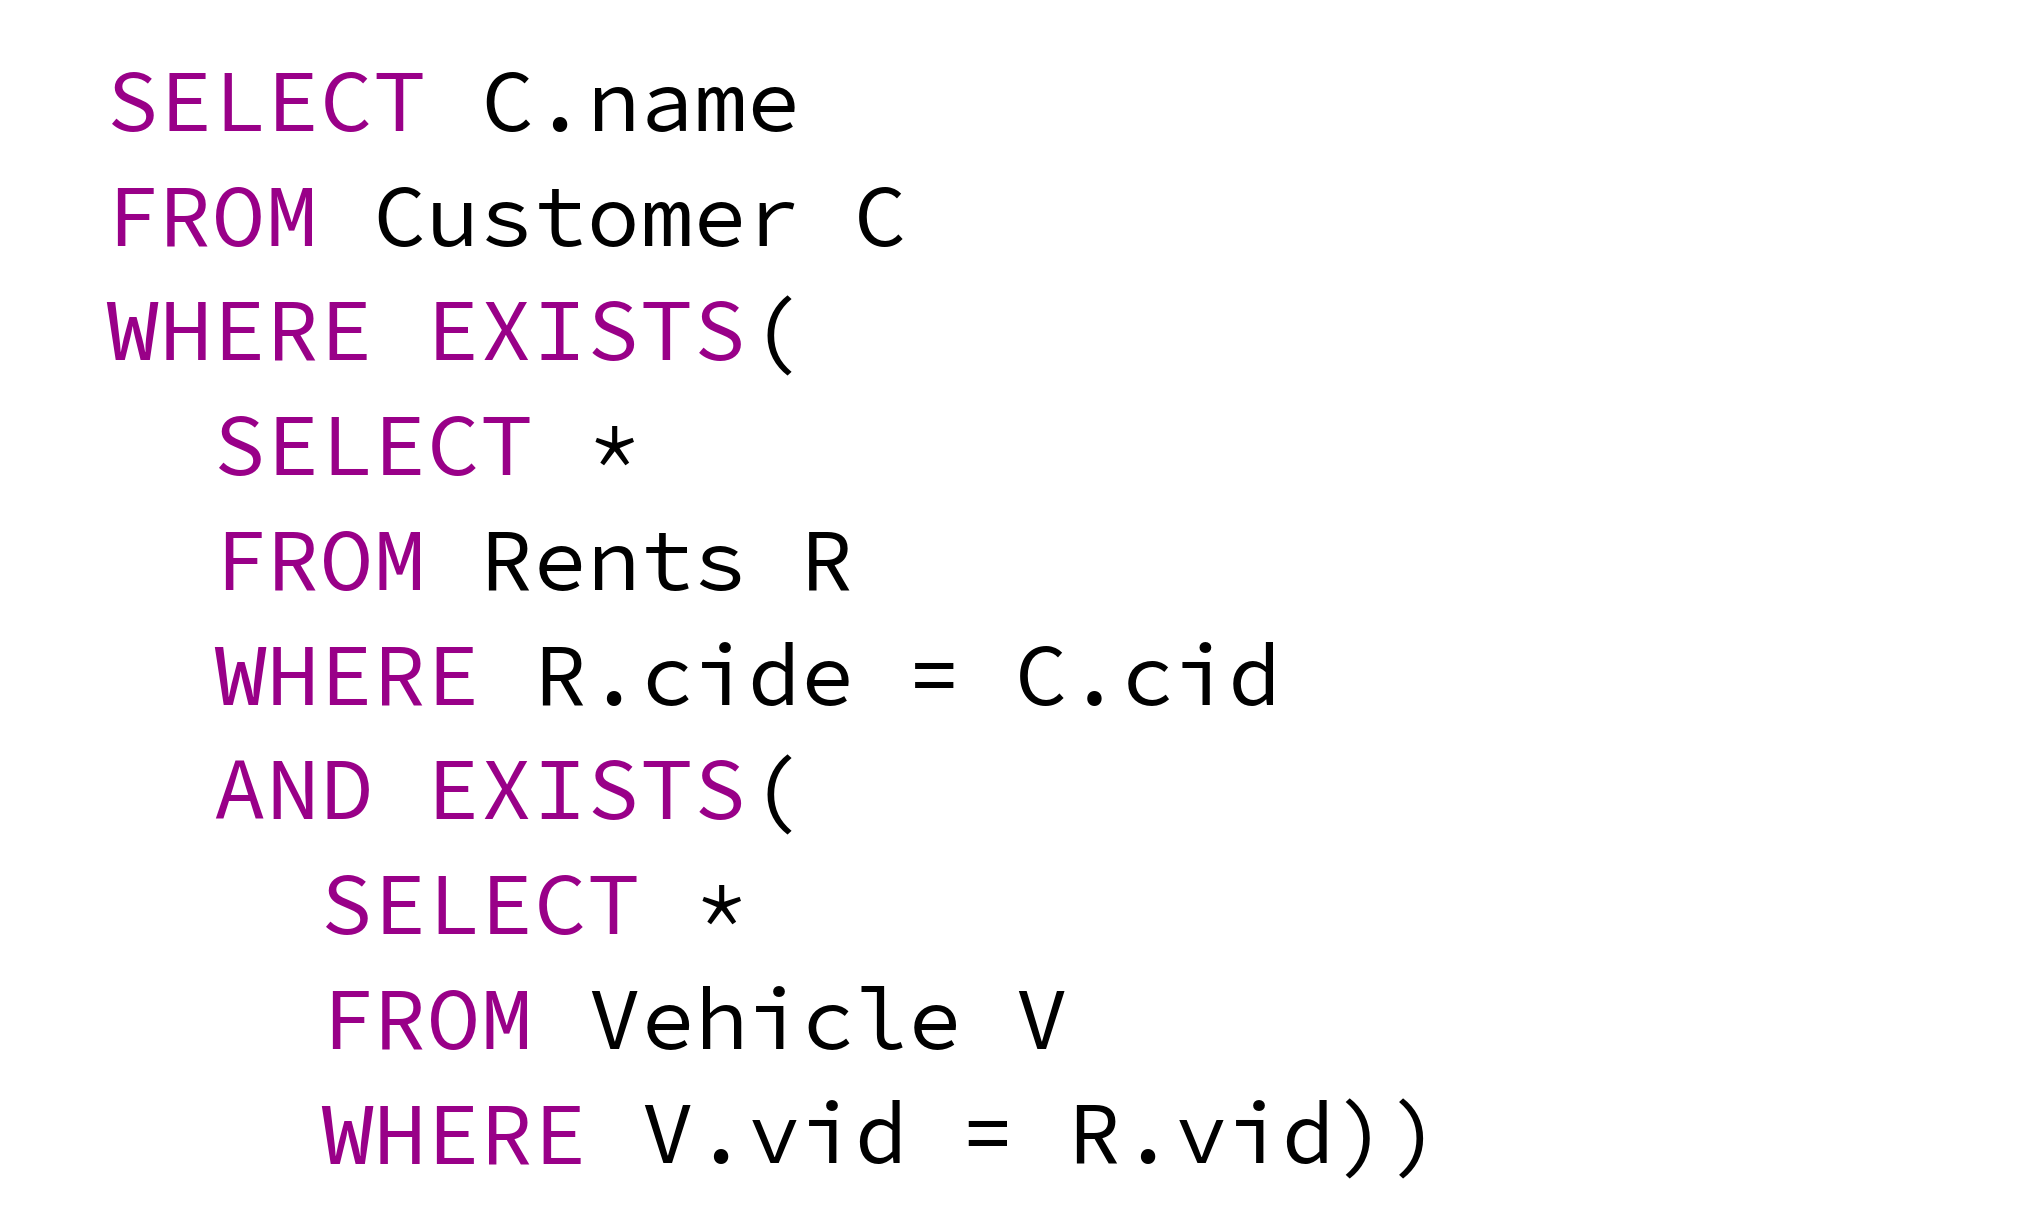 SELECT C.name
FROM Customer C
WHERE EXISTS(
SELECT *
FROM Rents R
WHERE R.cide = C.cid
AND EXISTS(
SELECT *
FROM Vehicle V
WHERE V.vid = R.vid))